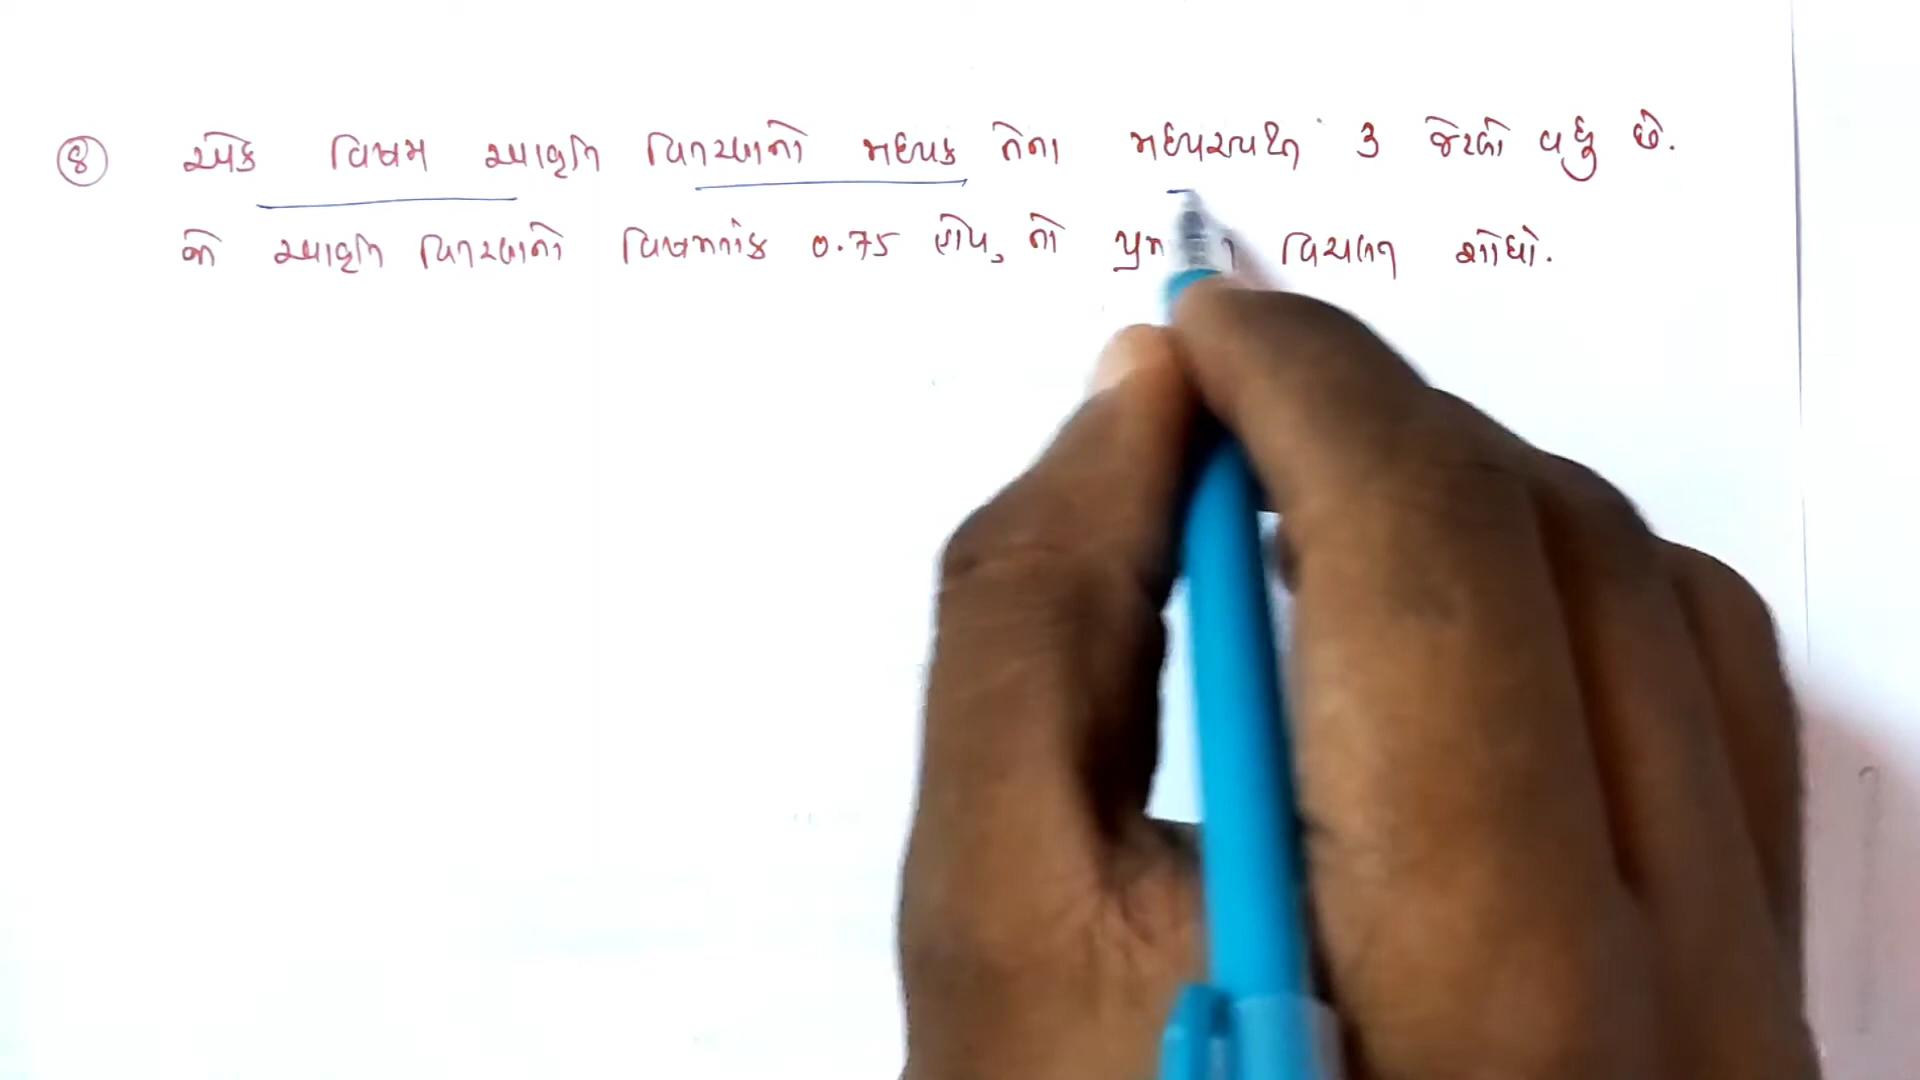 ૪ એક વિષમ આવૃત્તિ વિતરણનો મધ્યક તેના મધ્યસ્થથી 3 જેટલો વધુ છે.
જો આવૃત્તિ વિતરણનો વિષમતાંક 0.75 હોય, તો વિચલન શોધો.